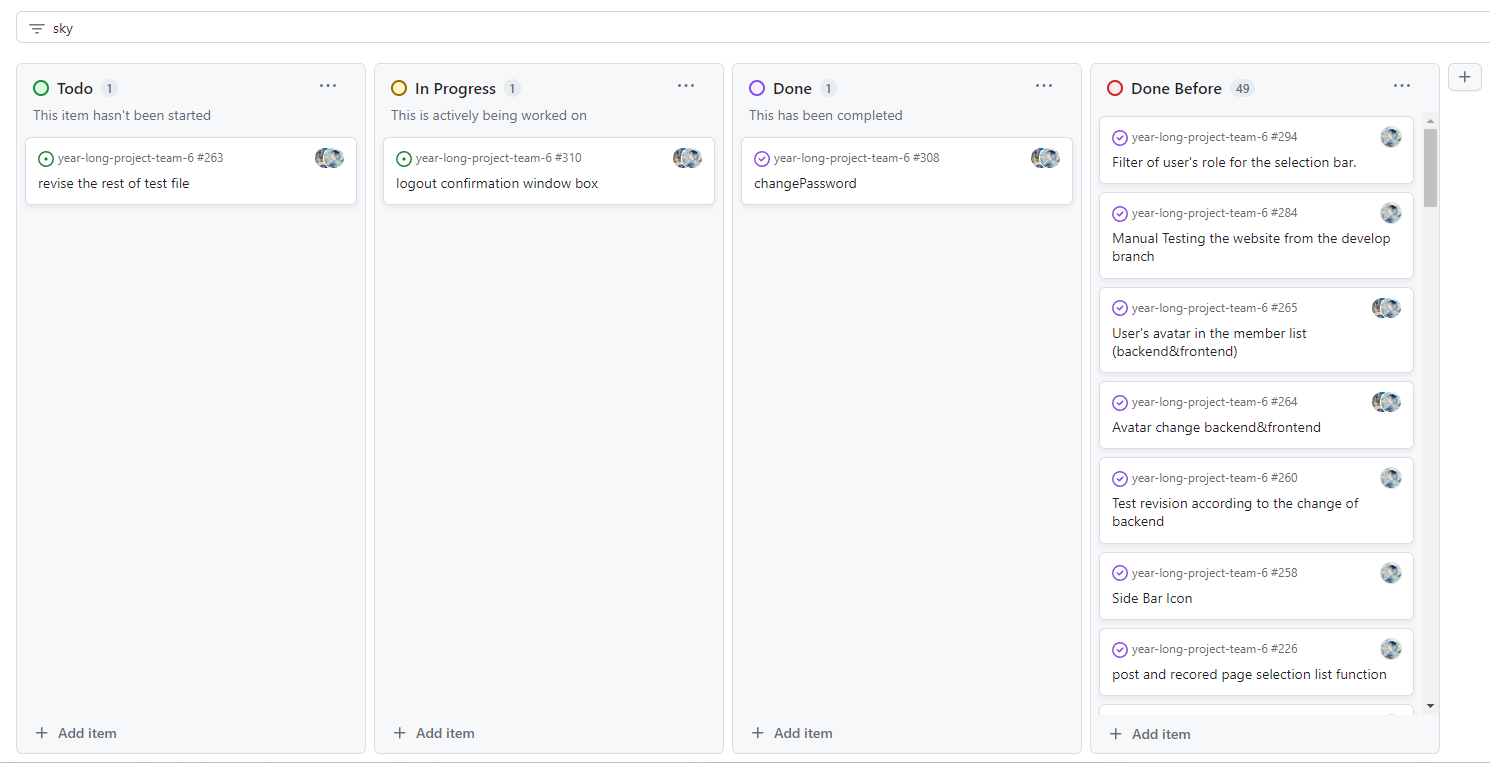 sky
Todo 1
This item hasn't been started
year-long-project-team-6 #263
revise the rest of test file
Add item
In Progress 1
This is actively being worked on
year-long-project-team-6 #310
logout confirmation window box
Add item
Done 1
This has been completed
year-long-project-team-6 #308
changePassword
Add item
Done Before 49
year-long-project-team-6 #294
Filter of user's role for the selection bar.
year-long-project-team-6 #284
Manual Testing the website from the develop
branch
year-long-project-team-6 #265
User's avatar in the member list
(backend&frontend)
year-long-project-team-6 #264
Avatar change backend&frontend
year-long-project-team-6 #260
Test revision according to the change of
backend
year-long-project-team-6 #258
Side Bar Icon
year-long-project-team-6 #226
post and recored page selection list function
Add item